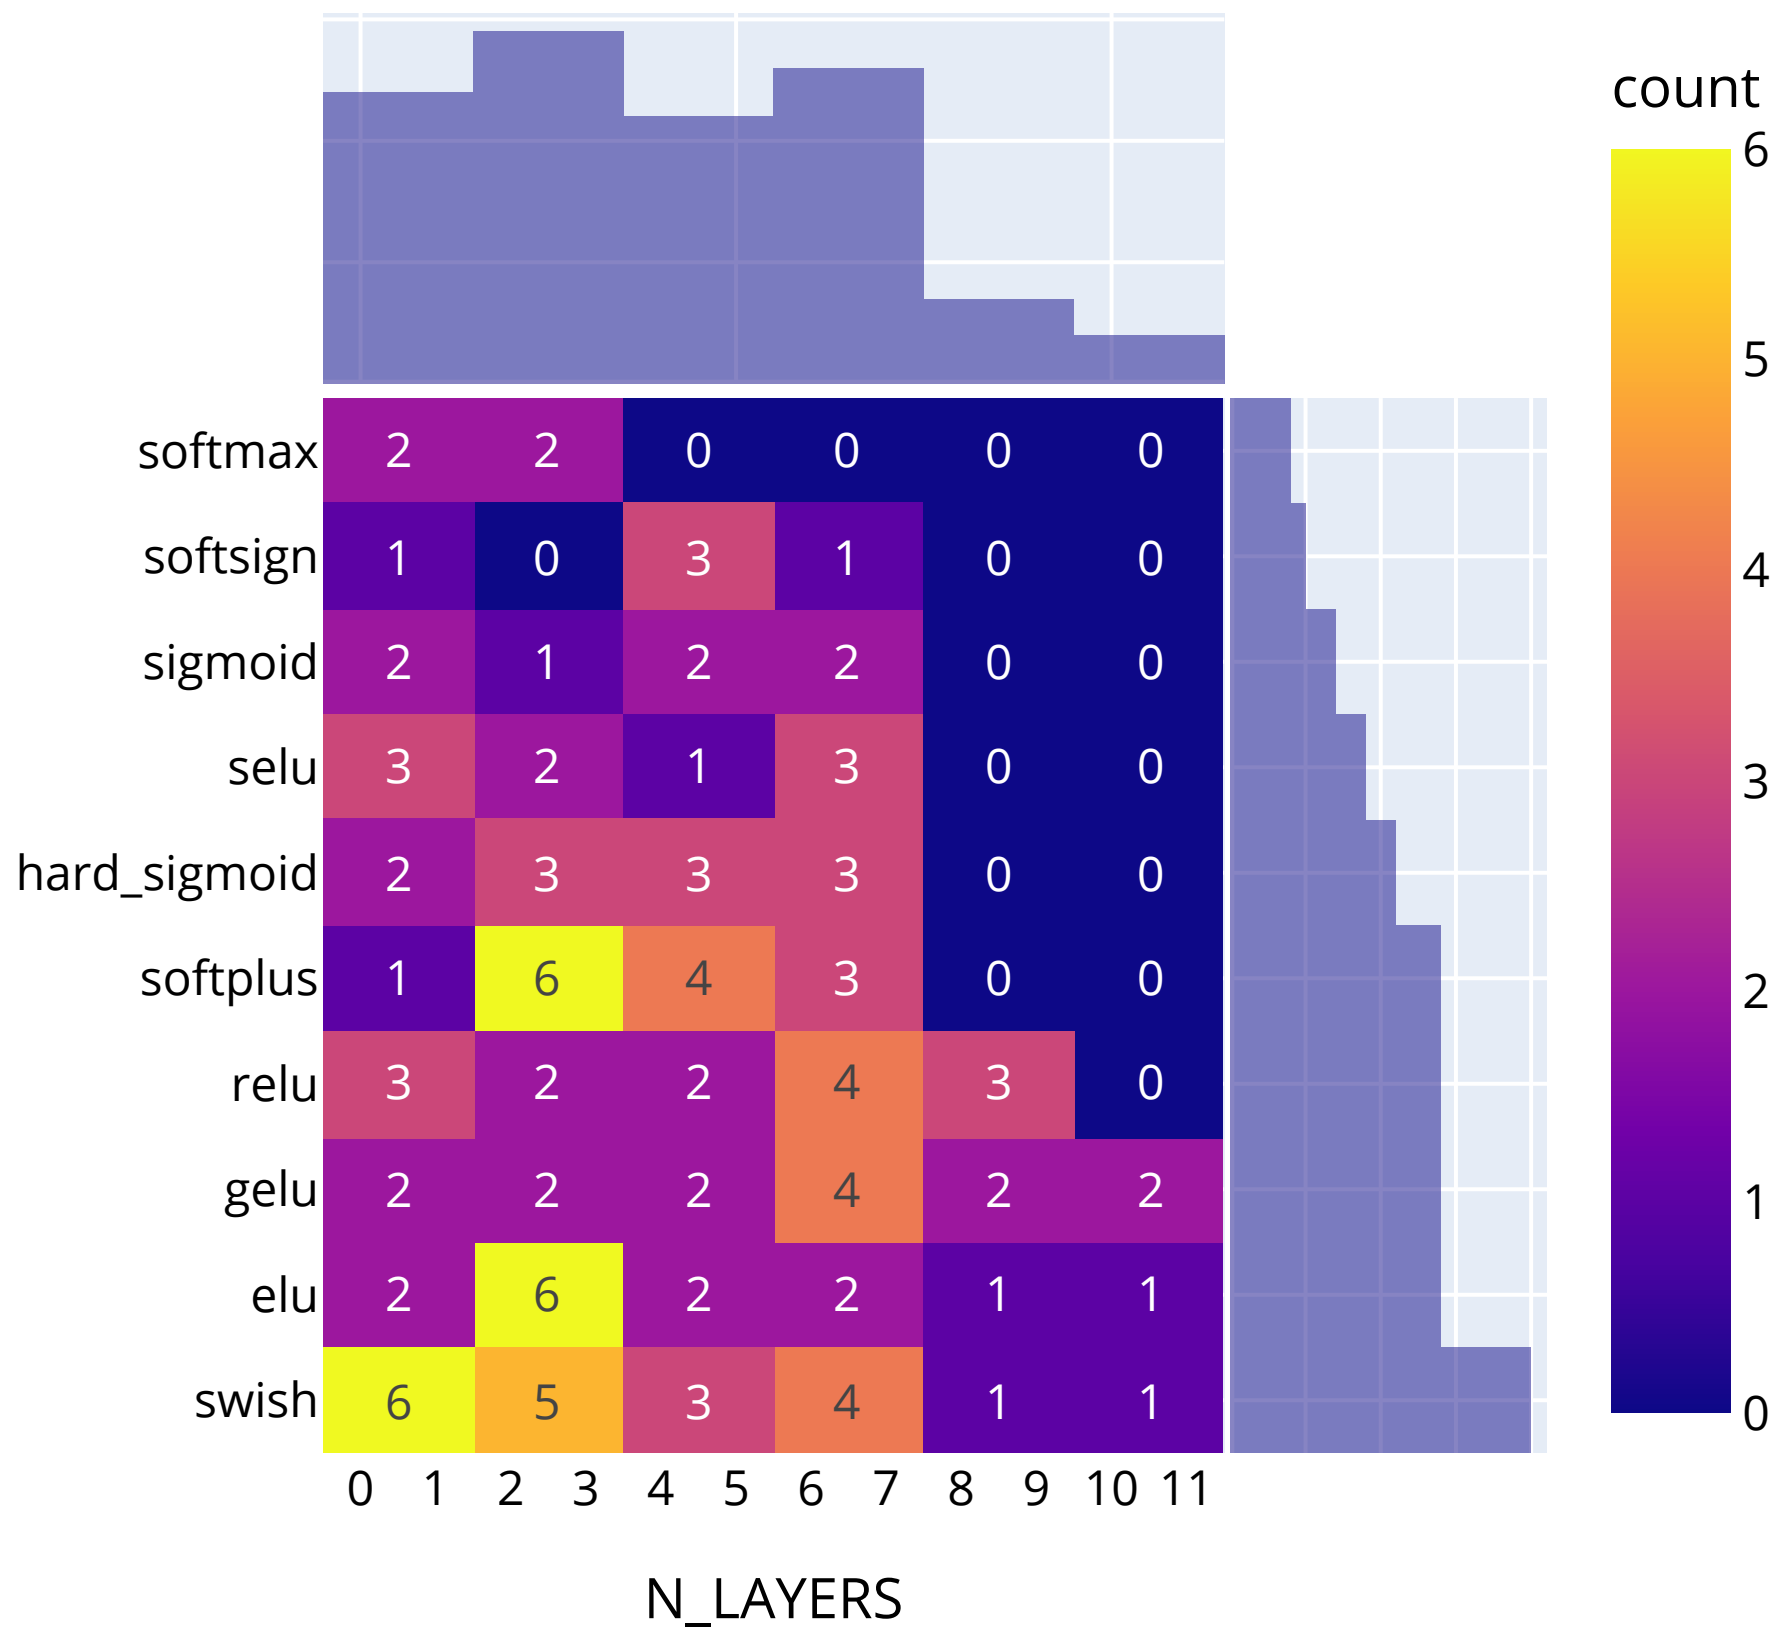 count
6
5
4
3
2
1
0
softmax 2 2 0 0 0 0
softsign 1 0 3 1 0 0
sigmoid 2 1 2 2 0 0
selu 3 2 1 3 0 0
hard_sigmoid 2 3 3 3 0 0
softplus 1 6 4 3 0 0
relu 3 2 2 4 3 0
gelu 2 2 2 4 2 2
elu 2 6 2 2 1 1
swish 6 5 3 4 1 1
0 1 2 3 4 5 6 7 8 9 10 11
N_LAYERS